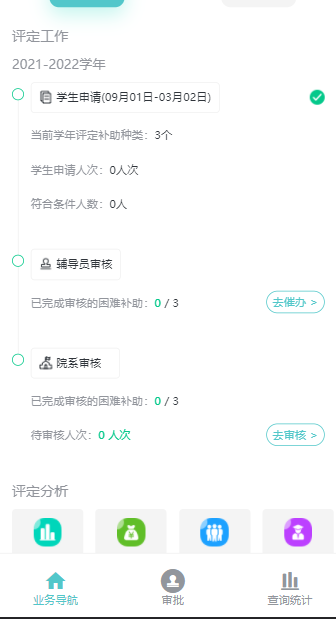 评定工作
2021-2022学年
学生申请(09月01日-03月02日)
当前学年评定补助种类：3个
学生申请人次：0人次
符合条件人数：0人
辅导员审核
已完成审核的困难补助：0 / 3
去催办 >
院系审核
已完成审核的困难补助：0 / 3
待审核人次：0 人次
去审核 >
评定分析
业务导航
审批
查询统计